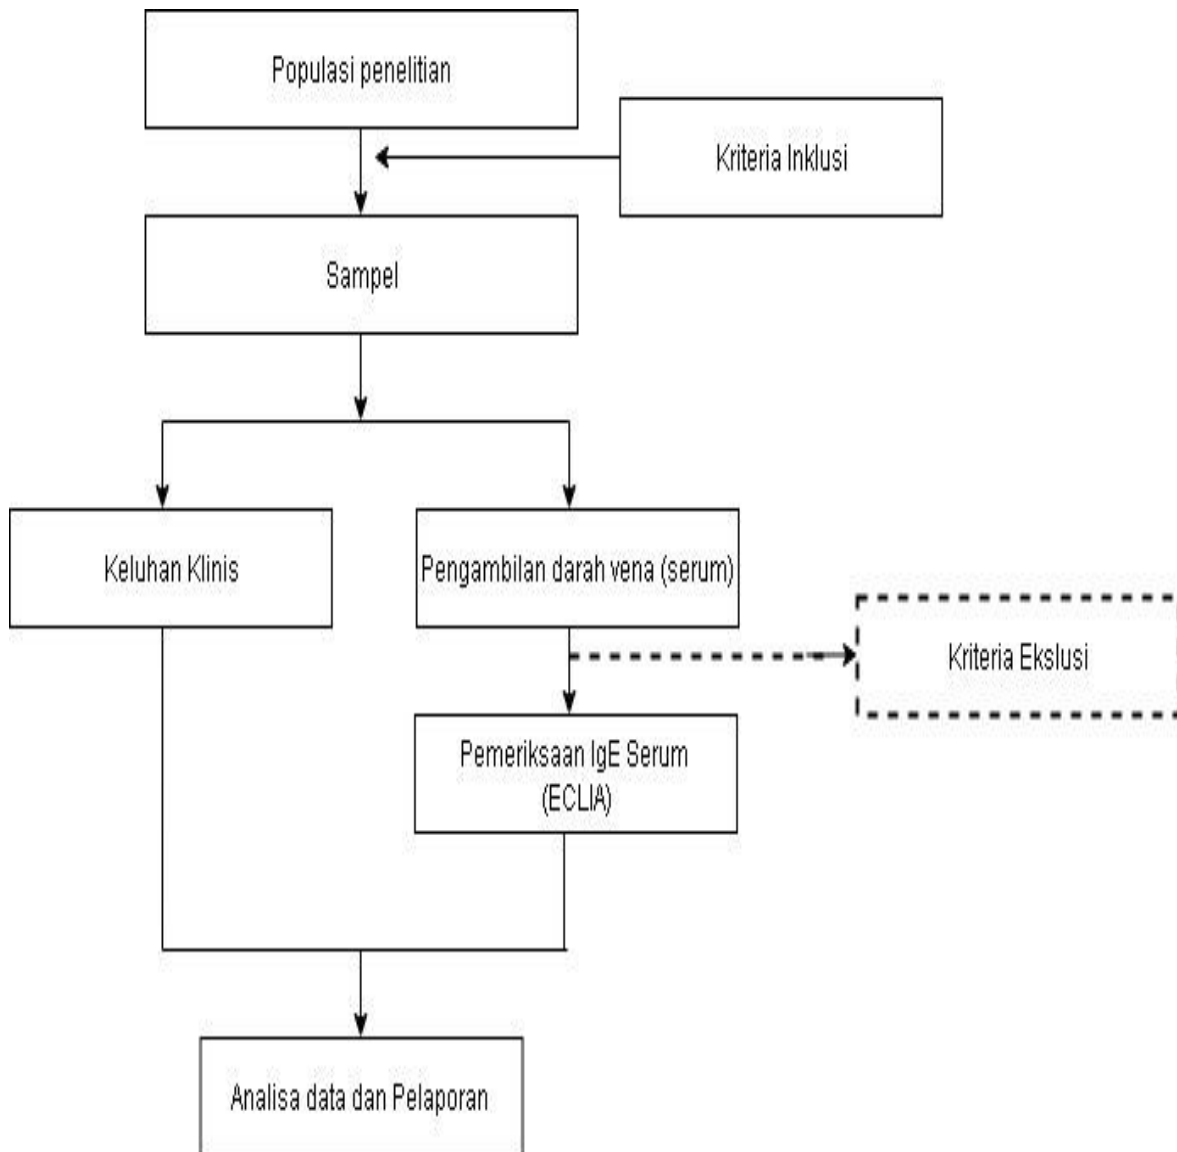 Populasi penelitian
Kriteria Inklusi
Sampel
Keluhan Klinis
Pengambilan darah vena (serum)
Kriteria Ekslusi
Pemeriksaan IgE Serum
(ECLIA)
Analisa data dan Pelaporan